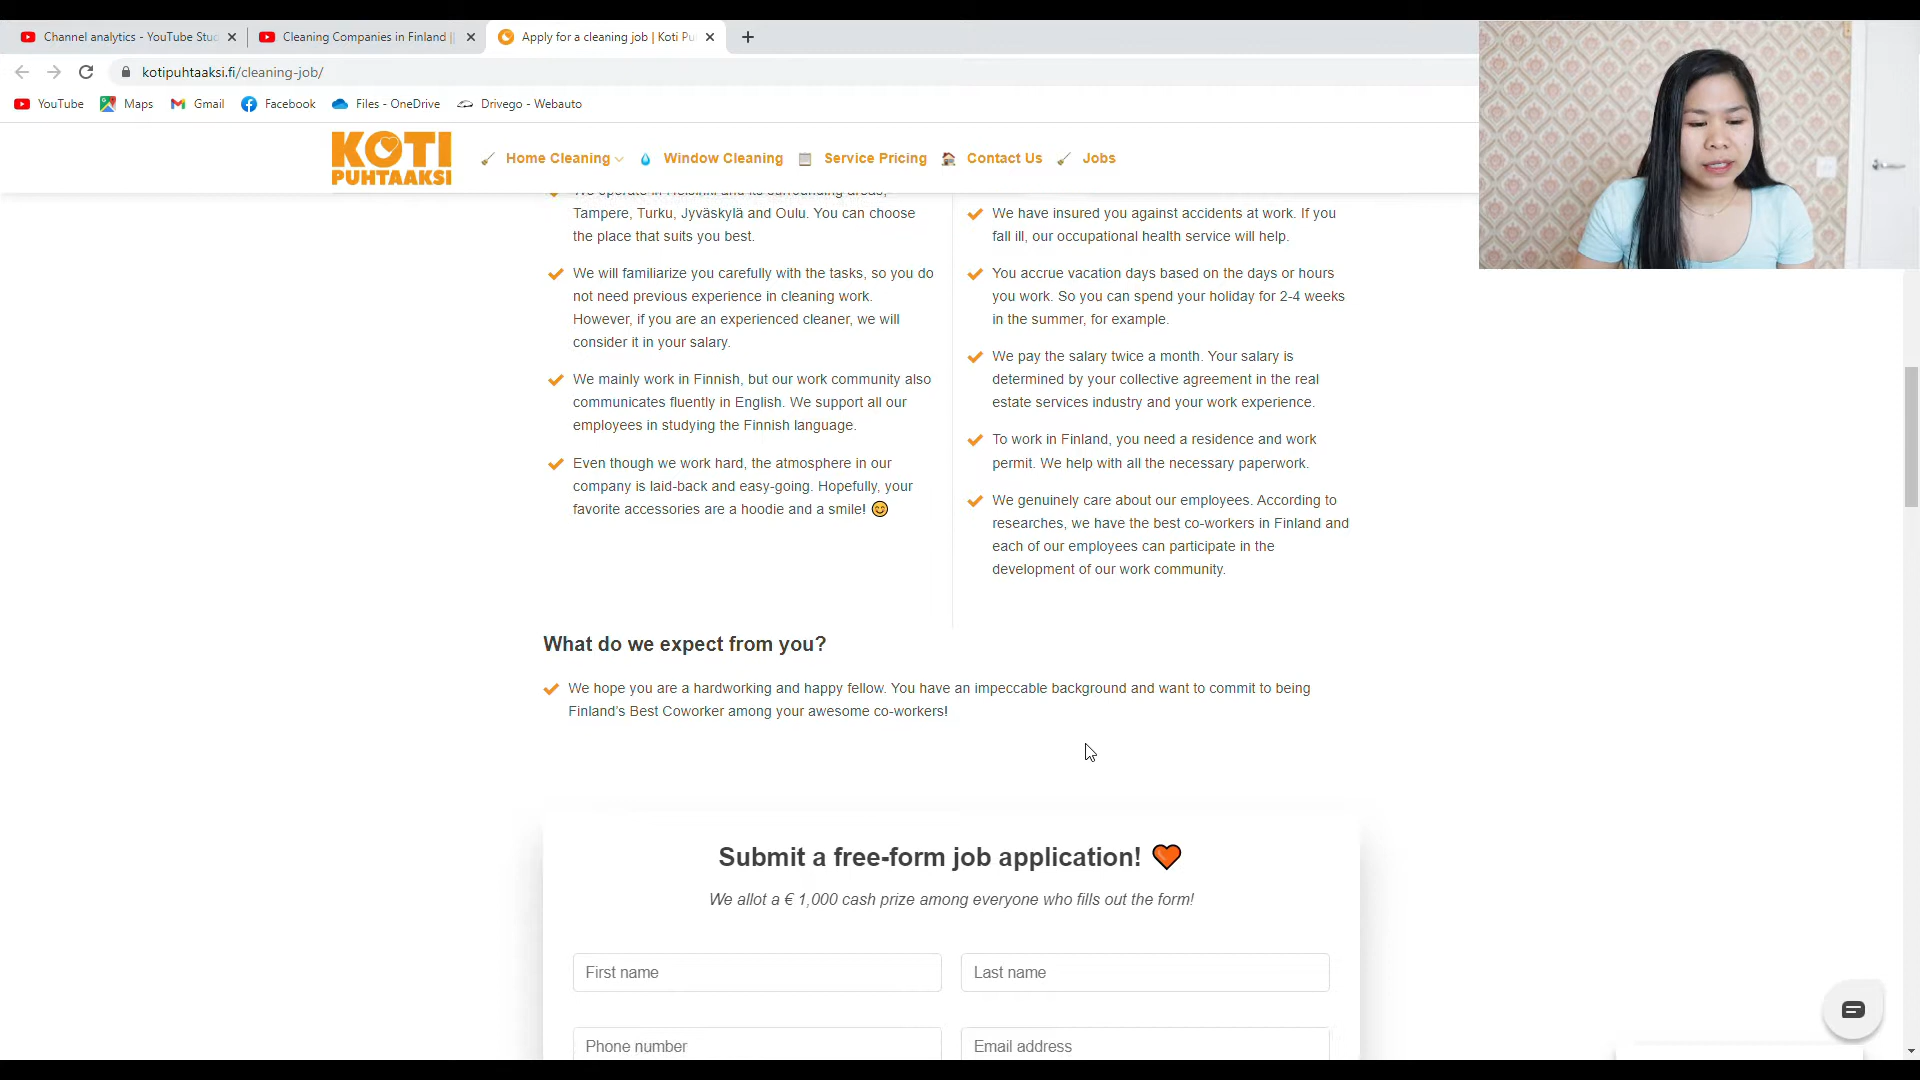 Channel analytics - YouTube Stu
Cleaning Companies in Finland ||
Apply for a cleaning job | Koti Pu
kotipuhtaaksi.fi/cleaning-job/
YouTube
Maps
Gmail
Facebook
Files - OneDrive
Drivego - Webauto
KOTI
PUHTAAKSI
Home Cleaning
Window Cleaning
Service Pricing
Contact Us
Jobs
We operate in Helsinki and its surrounding areas,
Tampere, Turku, Jyväskylä and Oulu. You can choose
the place that suits you best.
We will familiarize you carefully with the tasks, so you do
not need previous experience in cleaning work.
However, if you are an experienced cleaner, we will
consider it in your salary.
We mainly work in Finnish, but our work community also
communicates fluently in English. We support all our
employees in studying the Finnish language.
Even though we work hard, the atmosphere in our
company is laid-back and easy-going. Hopefully, your
favorite accessories are a hoodie and a smile! 😊
We have insured you against accidents at work. If you
fall ill, our occupational health service will help.
You accrue vacation days based on the days or hours
you work. So you can spend your holiday for 2-4 weeks
in the summer, for example.
We pay the salary twice a month. Your salary is
determined by your collective agreement in the real
estate services industry and your work experience.
To work in Finland, you need a residence and work
permit. We help with all the necessary paperwork.
We genuinely care about our employees. According to
researches, we have the best co-workers in Finland and
each of our employees can participate in the
development of our work community.
What do we expect from you?
We hope you are a hardworking and happy fellow. You have an impeccable background and want to commit to being
Finland's Best Coworker among your awesome co-workers!
Submit a free-form job application! 🧡
We allot a € 1,000 cash prize among everyone who fills out the form!
First name
Last name
Phone number
Email address